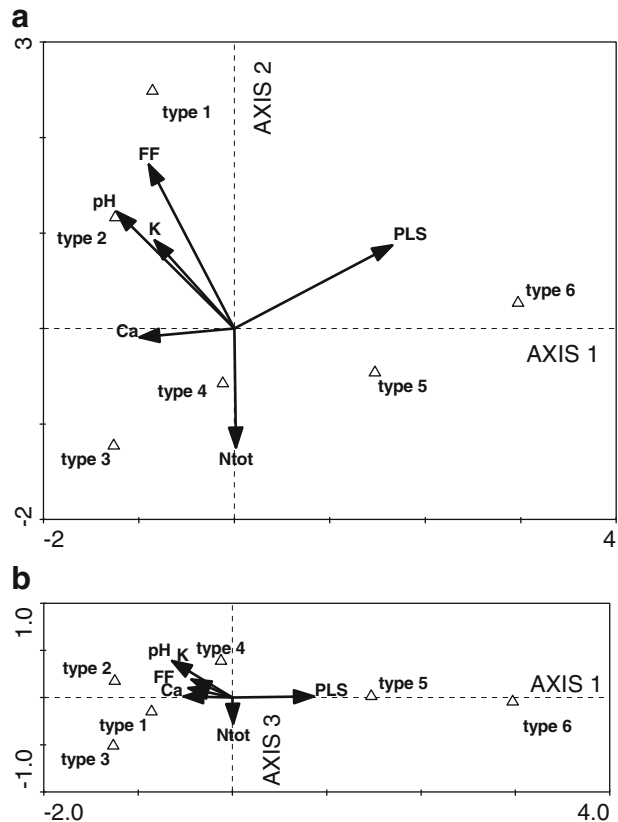 a
3
AXIS 2
type 1
FF
pH
type 2
K
PLS
type 6
Ca
AXIS 1
type 4
type 5
type 3
Ntot
-2
-2
4
b
1.0
pH K type 4
type 2
FF
Ca
PLS
type 5
AXIS 1
type 1
Ntot
AXIS 3
type 6
type 3
-1.0
-2.0
4.0